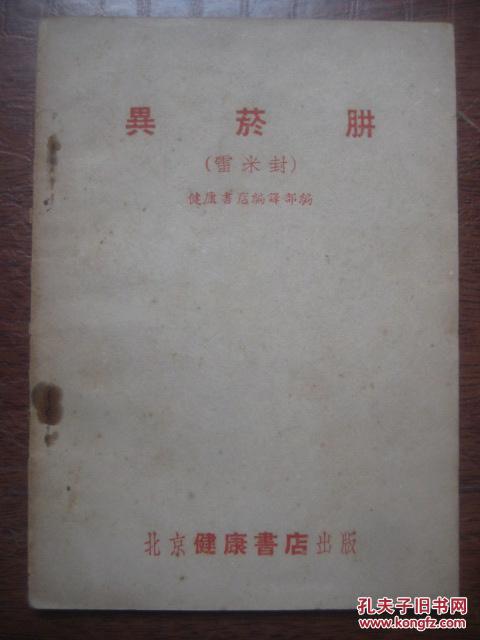 異菸肼
(雷米封)
健康書店編譯部編
北京健康書店出版
孔夫子旧书网
www.kongfz.com